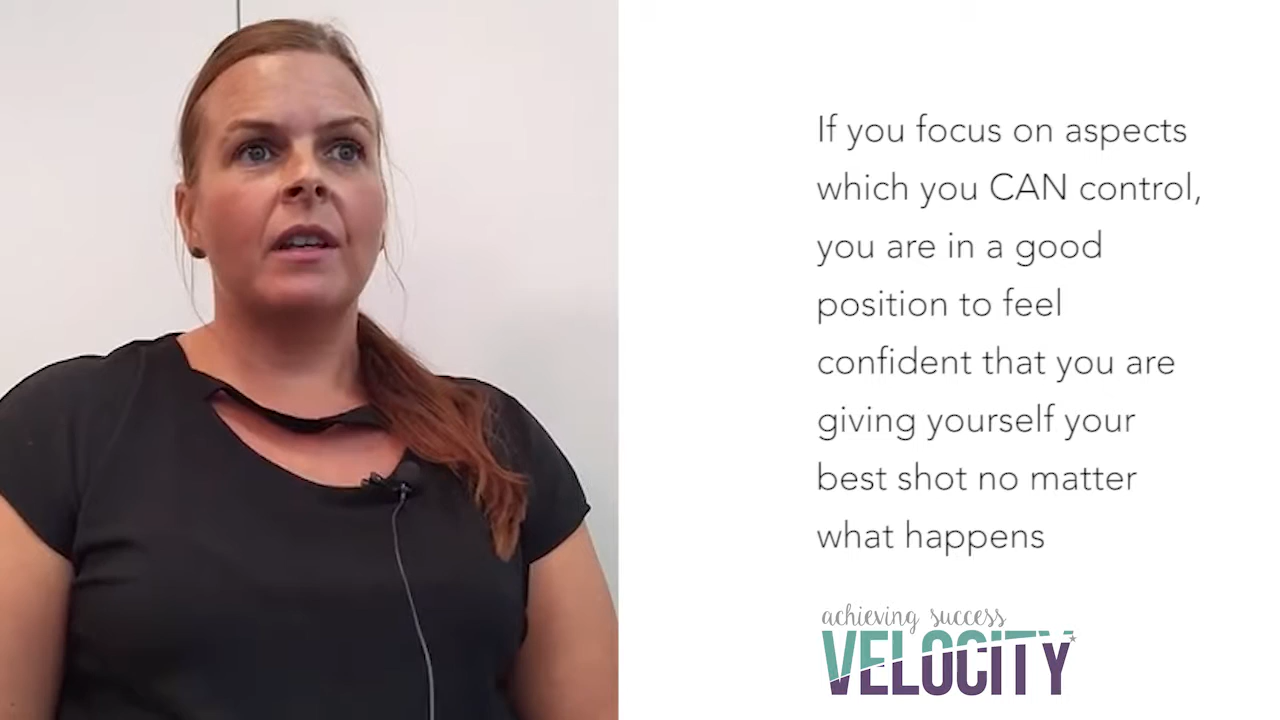 If you focus on aspects
which you CAN control,
you are in a good
position to feel
confident that you are
giving yourself your
best shot no matter
what happens
achieving success
VELOCITY